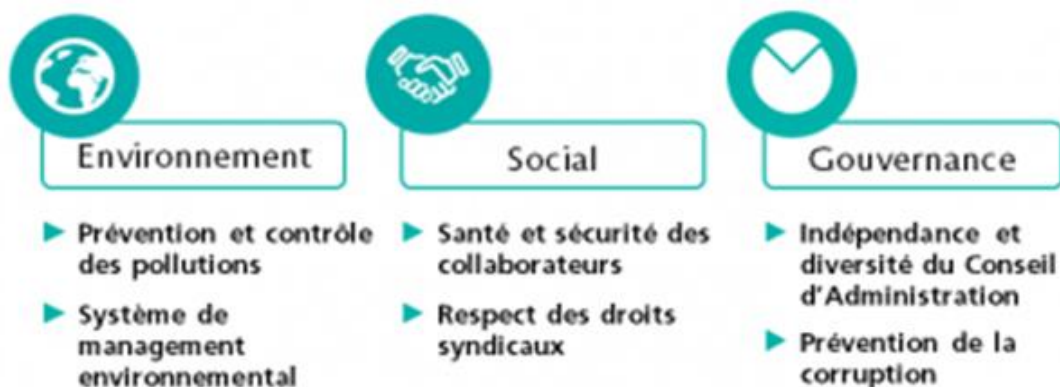 Environnement
Social
Gouvernance
Prévention et contrôle
des pollutions
Système de
management
environnemental
Santé et sécurité des
collaborateurs
Respect des droits
syndicaux
Indépendance et
diversité du Conseil
d'Administration
Prévention de la
corruption